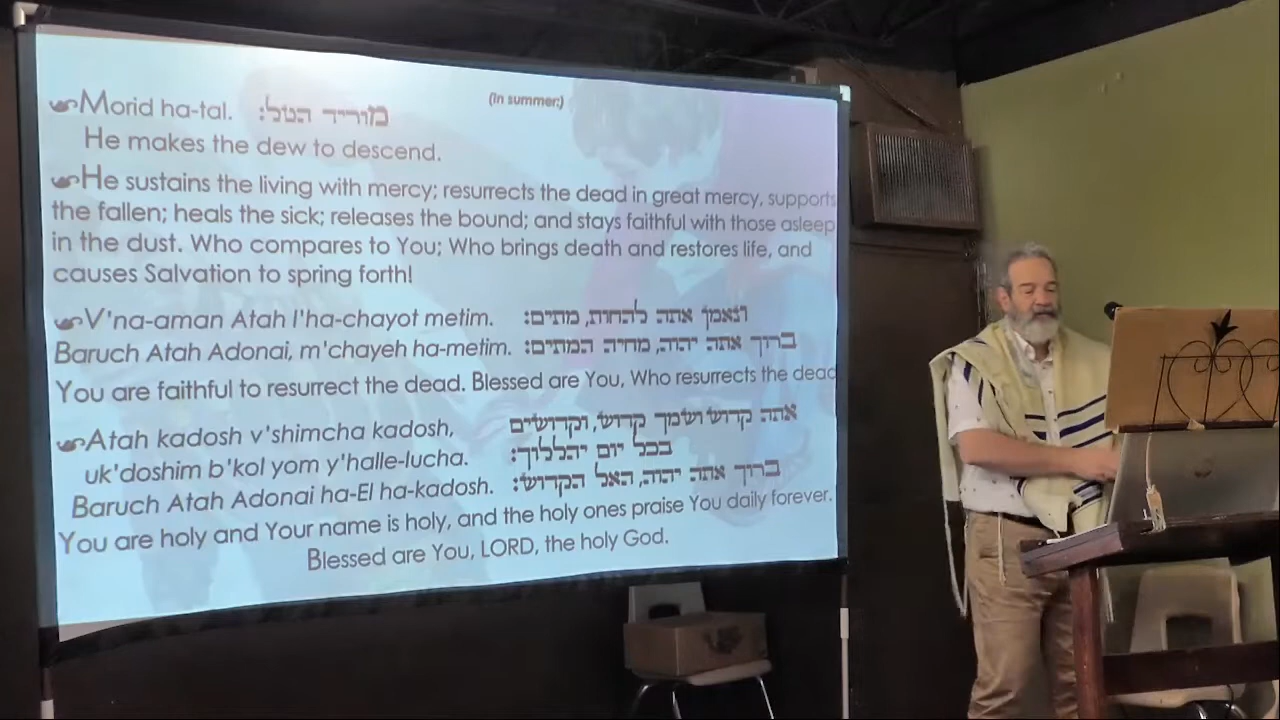 (In summer:)
Morid ha-tal. מוריד הטל:
He makes the dew to descend.
He sustains the living with mercy; resurrects the dead in great mercy, supports
the fallen; heals the sick; releases the bound; and stays faithful with those asleep
in the dust. Who compares to You; Who brings death and restores life, and
causes Salvation to spring forth!
V'na-aman Atah l'ha-chayot metim. ונאמן אתה להחיות, מתים:
Baruch Atah Adonai, m'chayeh ha-metim. ברוך אתה יהוה, מחיה המתים:
You are faithful to resurrect the dead. Blessed are You, Who resurrects the dead
Atah kadosh v'shimcha kadosh, אתה קדוש ושמך קדוש, וקדושים
uk'doshim b'kol yom y'halle-lucha. בכל יום יהללוך:
Baruch Atah Adonai ha-El ha-kadosh. ברוך אתה יהוה, האל הקדוש:
You are holy and Your name is holy, and the holy ones praise You daily forever.
Blessed are You, LORD, the holy God.